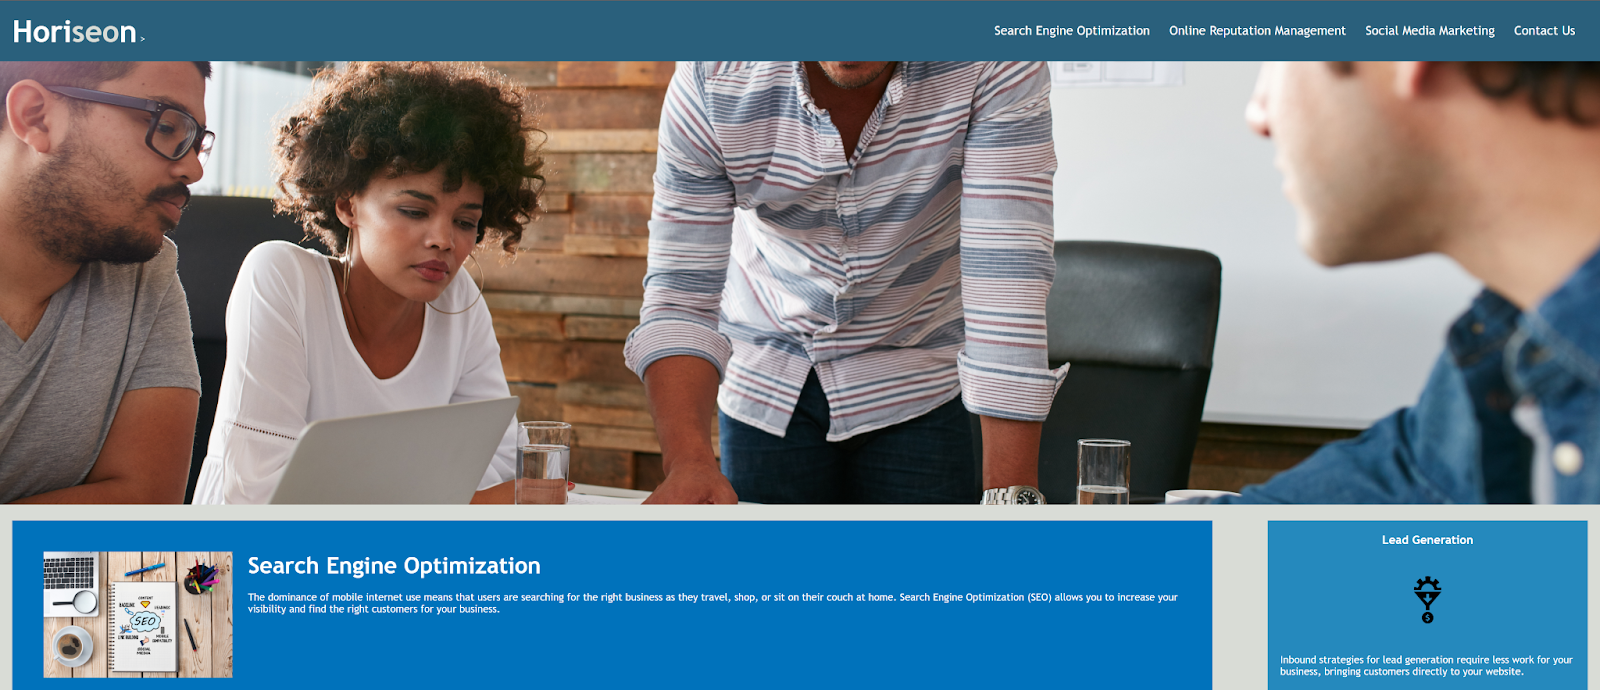 Horiseon >
Search Engine Optimization Online Reputation Management Social Media Marketing Contact Us
Search Engine Optimization
The dominance of mobile internet use means that users are searching for the right business as they travel, shop, or sit on their couch at home. Search Engine Optimization (SEO) allows you to increase your
visibility and find the right customers for your business.
SEO
Lead Generation
$
Inbound strategies for lead generation require less work for your
business, bringing customers directly to your website.